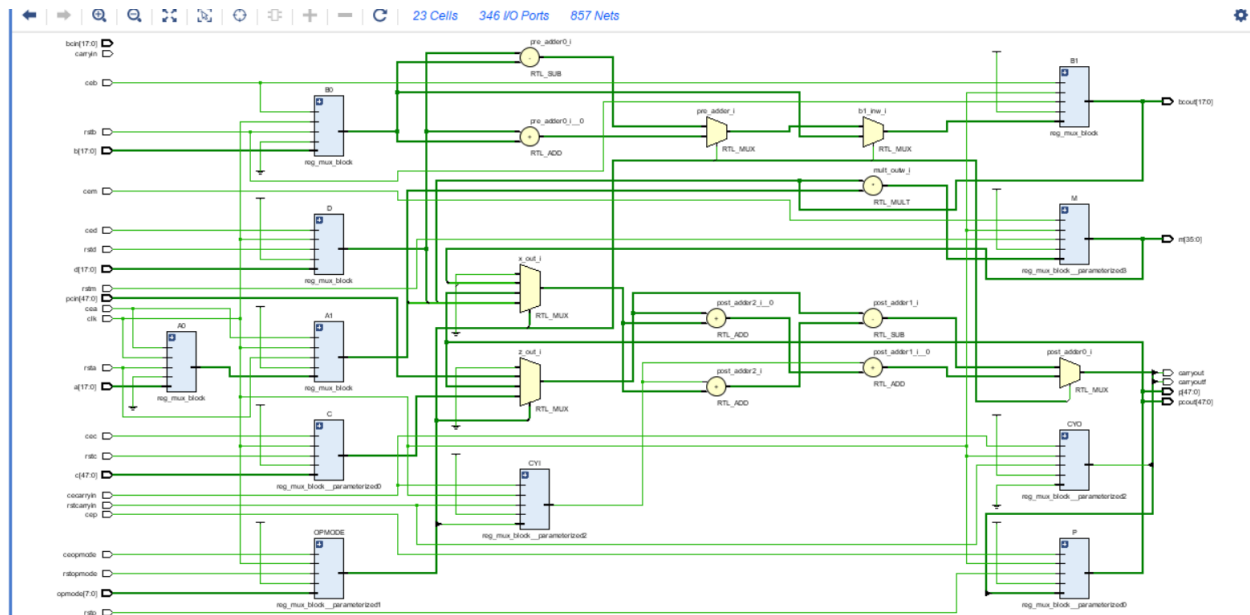 23 Cells 346 I/O Ports 857 Nets
bcin[17:0]
carryin
ceb
rstb
b[17:0]
cem
ced
rstd
d[17:0]
rstm
pcin[47:0]
cea
clk
rsta
a[17:0]
cec
rstc
c[47:0]
cecarryin
rstcarryin
cep
ceopmode
rstopmode
opmode[7:0]
rstp
A0
reg_mux_block
B0
reg_mux_block
D
reg_mux_block
A1
reg_mux_block
C
reg_mux_block__parameterized0
OPMODE
reg_mux_block__parameterized1
pre_adder0_i
RTL_SUB
pre_adder0_i__0
RTL_ADD
x_out_i
RTL_MUX
z_out_i
RTL_MUX
CYI
reg_mux_block__parameterized2
pre_adder_i
RTL_MUX
post_adder2_i__0
RTL_ADD
post_adder2_i
RTL_ADD
b1_inw_i
RTL_MUX
mult_outw_i
RTL_MULT
post_adder1_i
RTL_SUB
post_adder1_i__0
RTL_ADD
B1
reg_mux_block
M
reg_mux_block__parameterized3
post_adder0_i
RTL_MUX
CYO
reg_mux_block__parameterized2
P
reg_mux_block__parameterized0
bcout[17:0]
m[35:0]
carryout
carryoutf
p[47:0]
pcout[47:0]